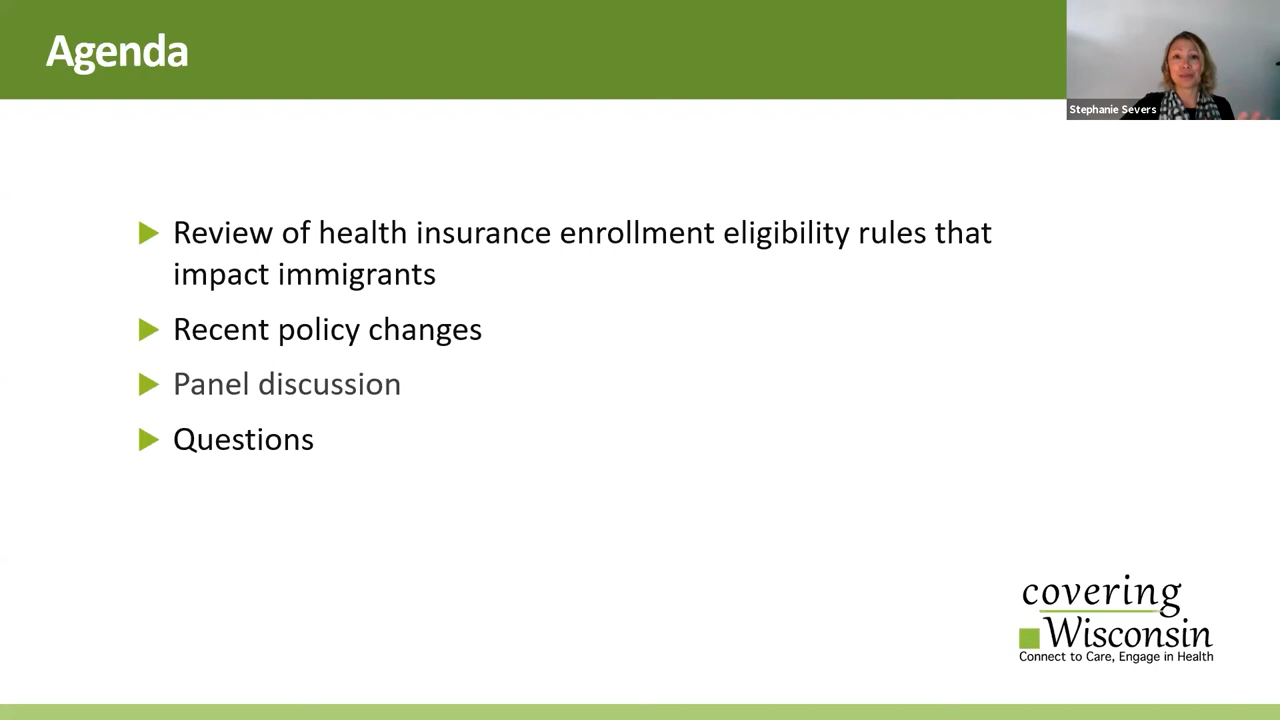 Agenda
Stephanie Severs
Review of health insurance enrollment eligibility rules that
impact immigrants
Recent policy changes
Panel discussion
Questions
covering
Wisconsin
Connect to Care, Engage in Health